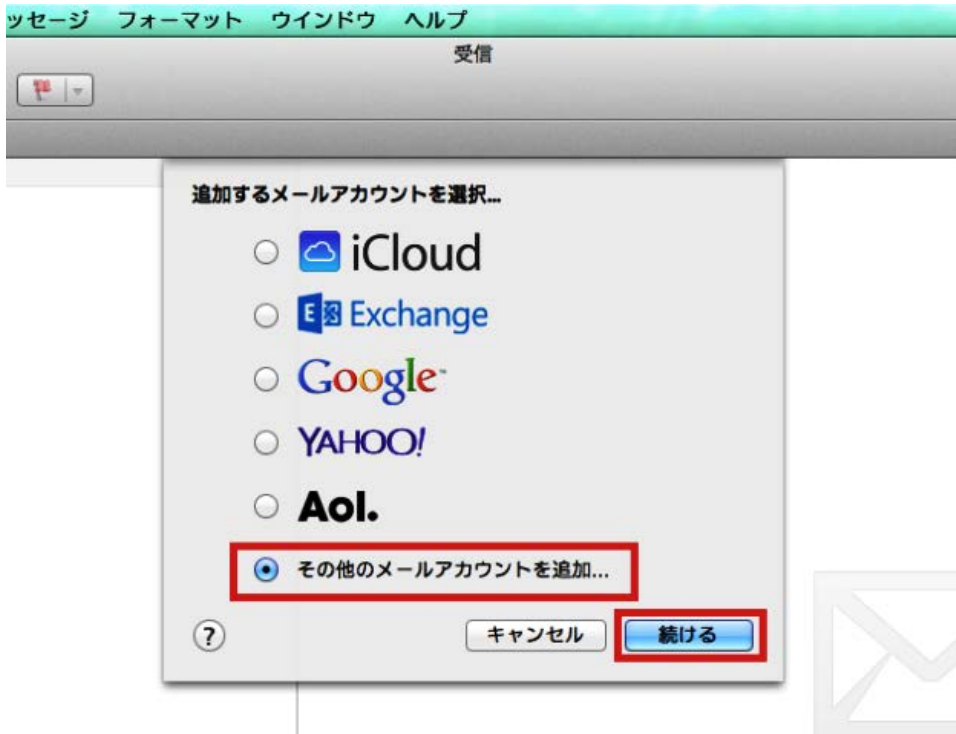 ッセージ フォーマット ウインドウ ヘルプ
受信
追加するメールアカウントを選択...
iCloud
Exchange
Google™
YAHOO!
Aol.
その他のメールアカウントを追加...
? キャンセル 続ける